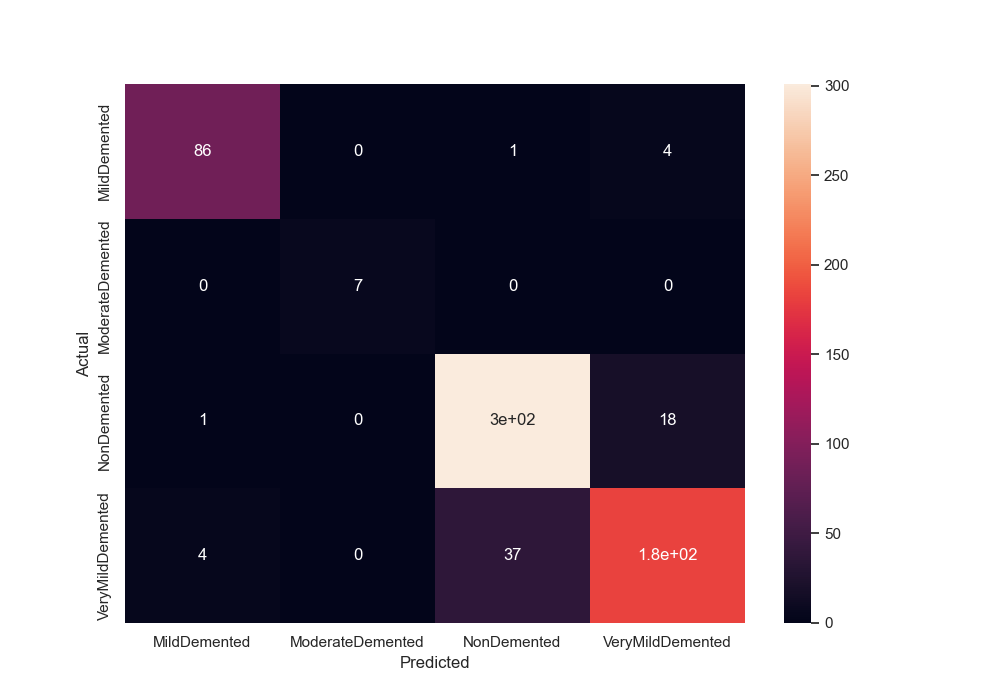 86 0 1 4
0 7 0 0
1 0 3e+02 18
4 0 37 1.8e+02
MildDemented
ModerateDemented
NonDemented
VeryMildDemented
Actual
MildDemented ModerateDemented NonDemented VeryMildDemented
Predicted
300
250
200
150
100
50
0